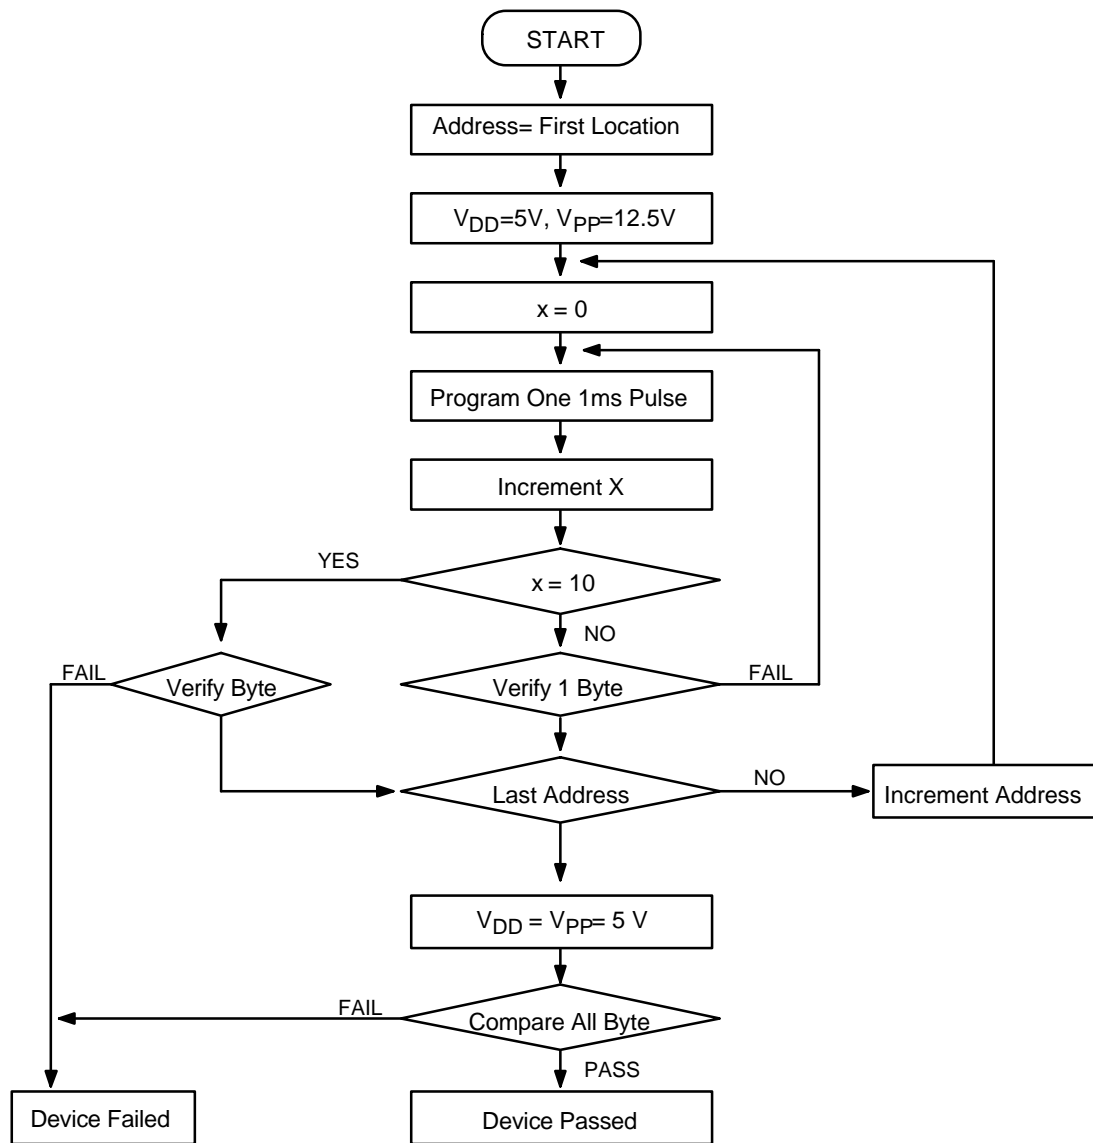 START
Address= First Location
VDD=5V, VPP=12.5V
x = 0
Program One 1ms Pulse
Increment X
YES
x = 10
NO
FAIL
Verify Byte
Verify 1 Byte
FAIL
Last Address
NO
Increment Address
VDD = VPP= 5 V
FAIL
Compare All Byte
PASS
Device Failed
Device Passed